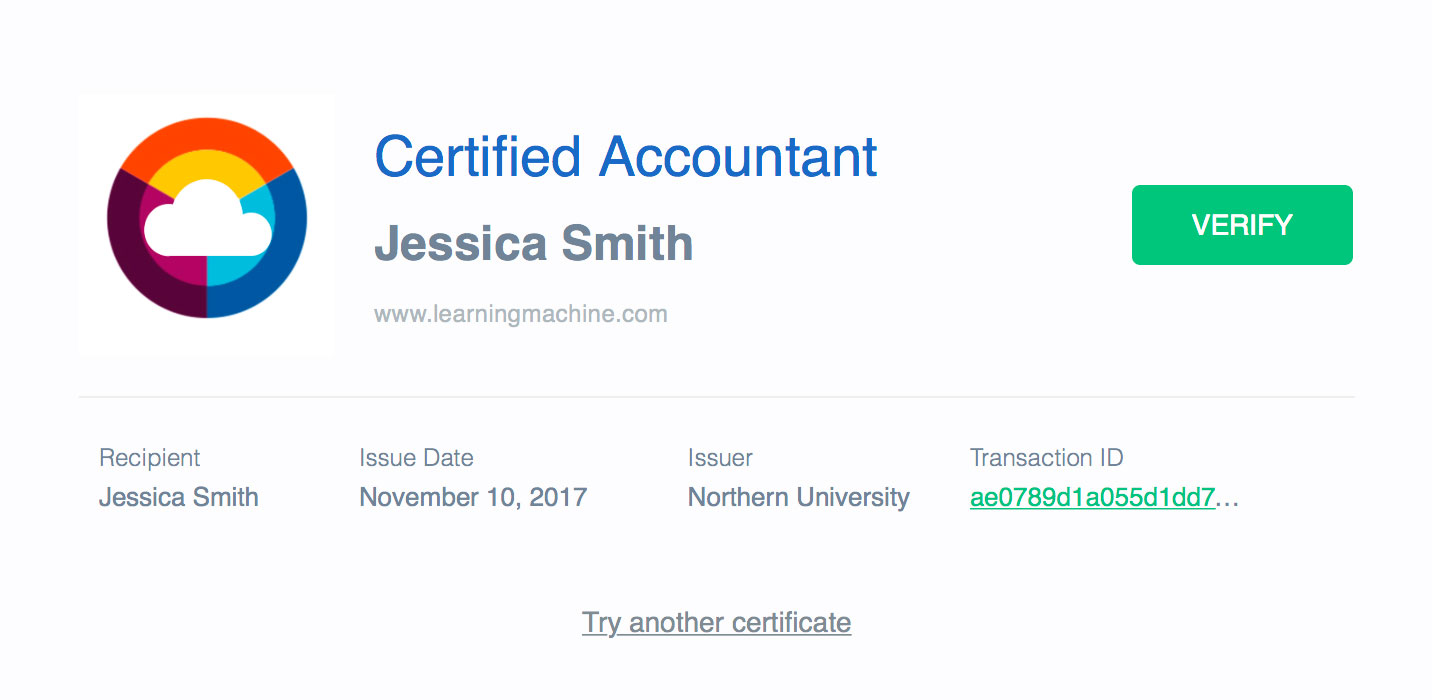 Certified Accountant
Jessica Smith
VERIFY
www.learningmachine.com
Recipient
Jessica Smith
Issue Date
November 10, 2017
Issuer
Northern University
Transaction ID
ae0789d1a055d1dd7...
Try another certificate